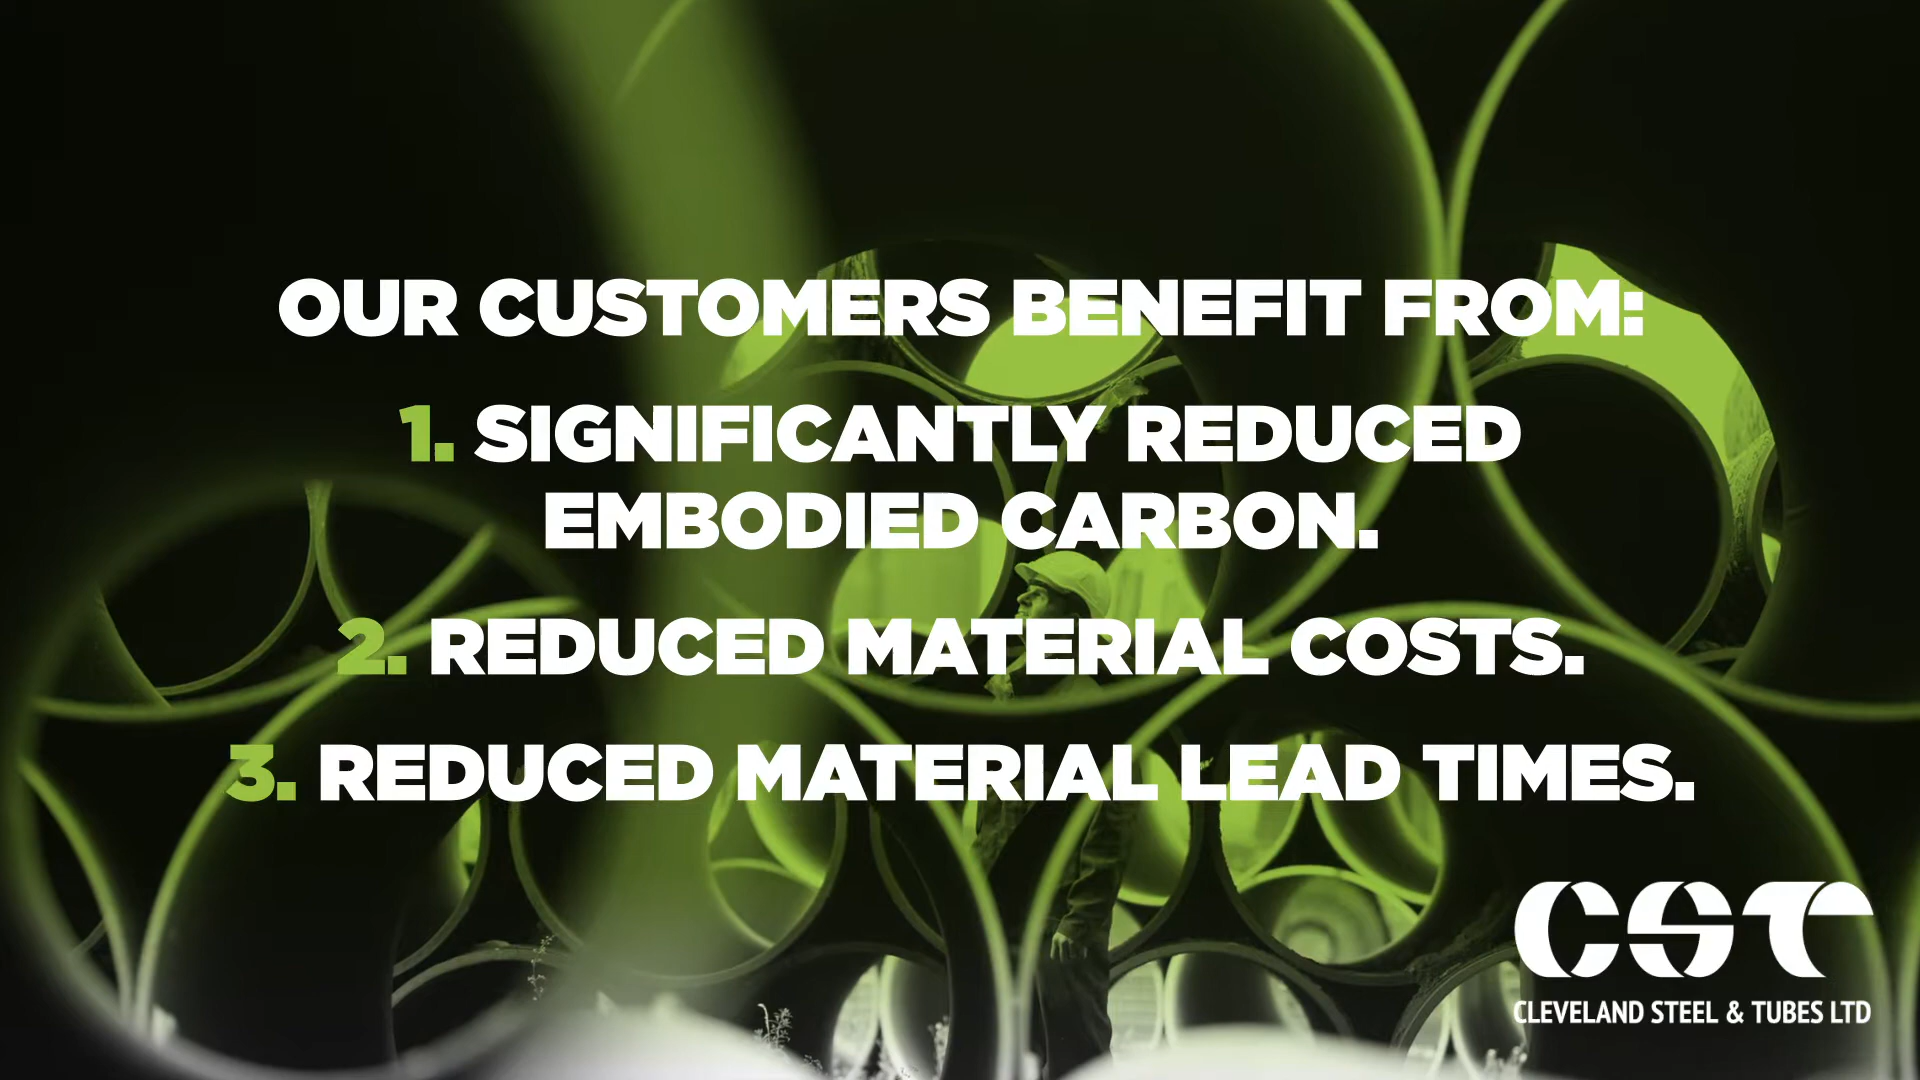 OUR CUSTOMERS BENEFIT FROM:
1. SIGNIFICANTLY REDUCED
EMBODIED CARBON.
2. REDUCED MATERIAL COSTS.
3. REDUCED MATERIAL LEAD TIMES.
CST
CLEVELAND STEEL & TUBES LTD